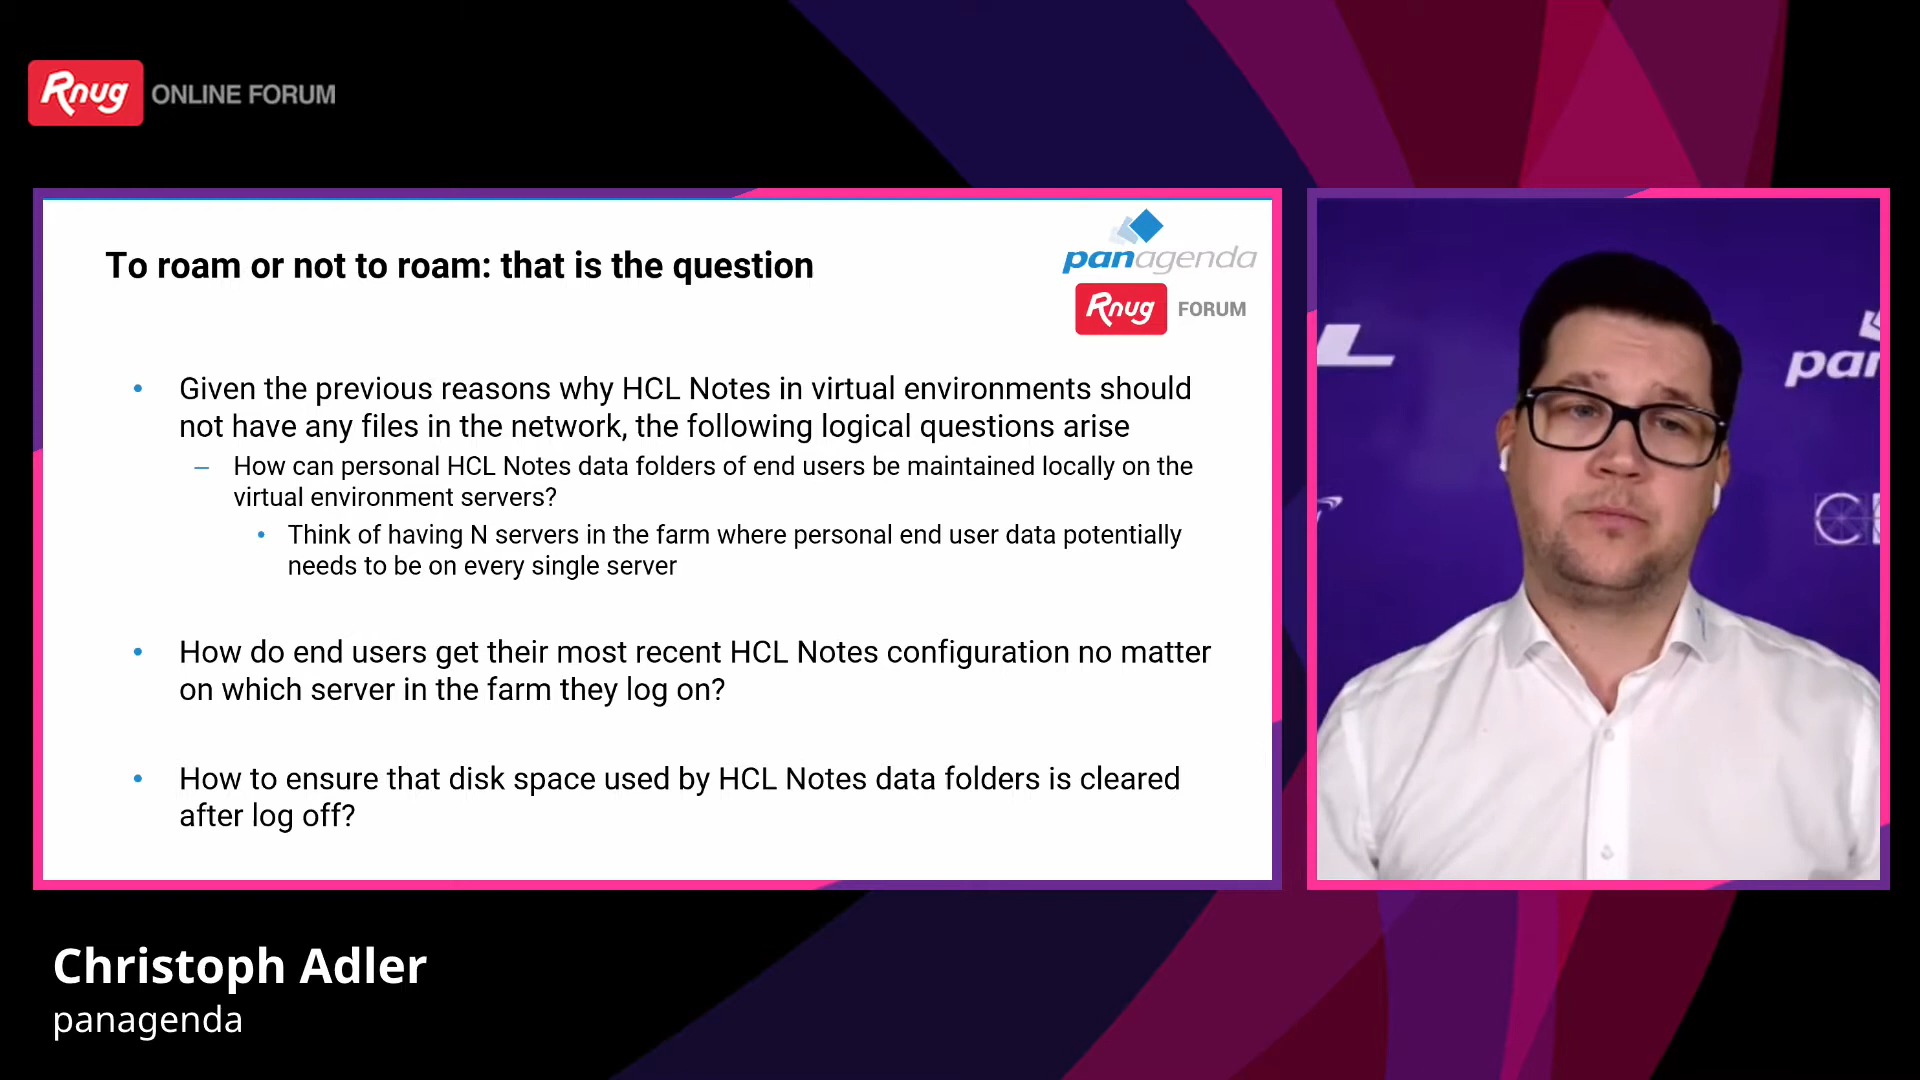 Rnug ONLINE FORUM
To roam or not to roam: that is the question
panagenda
Rnug FORUM
• Given the previous reasons why HCL Notes in virtual environments should
not have any files in the network, the following logical questions arise
– How can personal HCL Notes data folders of end users be maintained locally on the
virtual environment servers?
• Think of having N servers in the farm where personal end user data potentially
needs to be on every single server
• How do end users get their most recent HCL Notes configuration no matter
on which server in the farm they log on?
• How to ensure that disk space used by HCL Notes data folders is cleared
after log off?
L
pan
Christoph Adler
panagenda